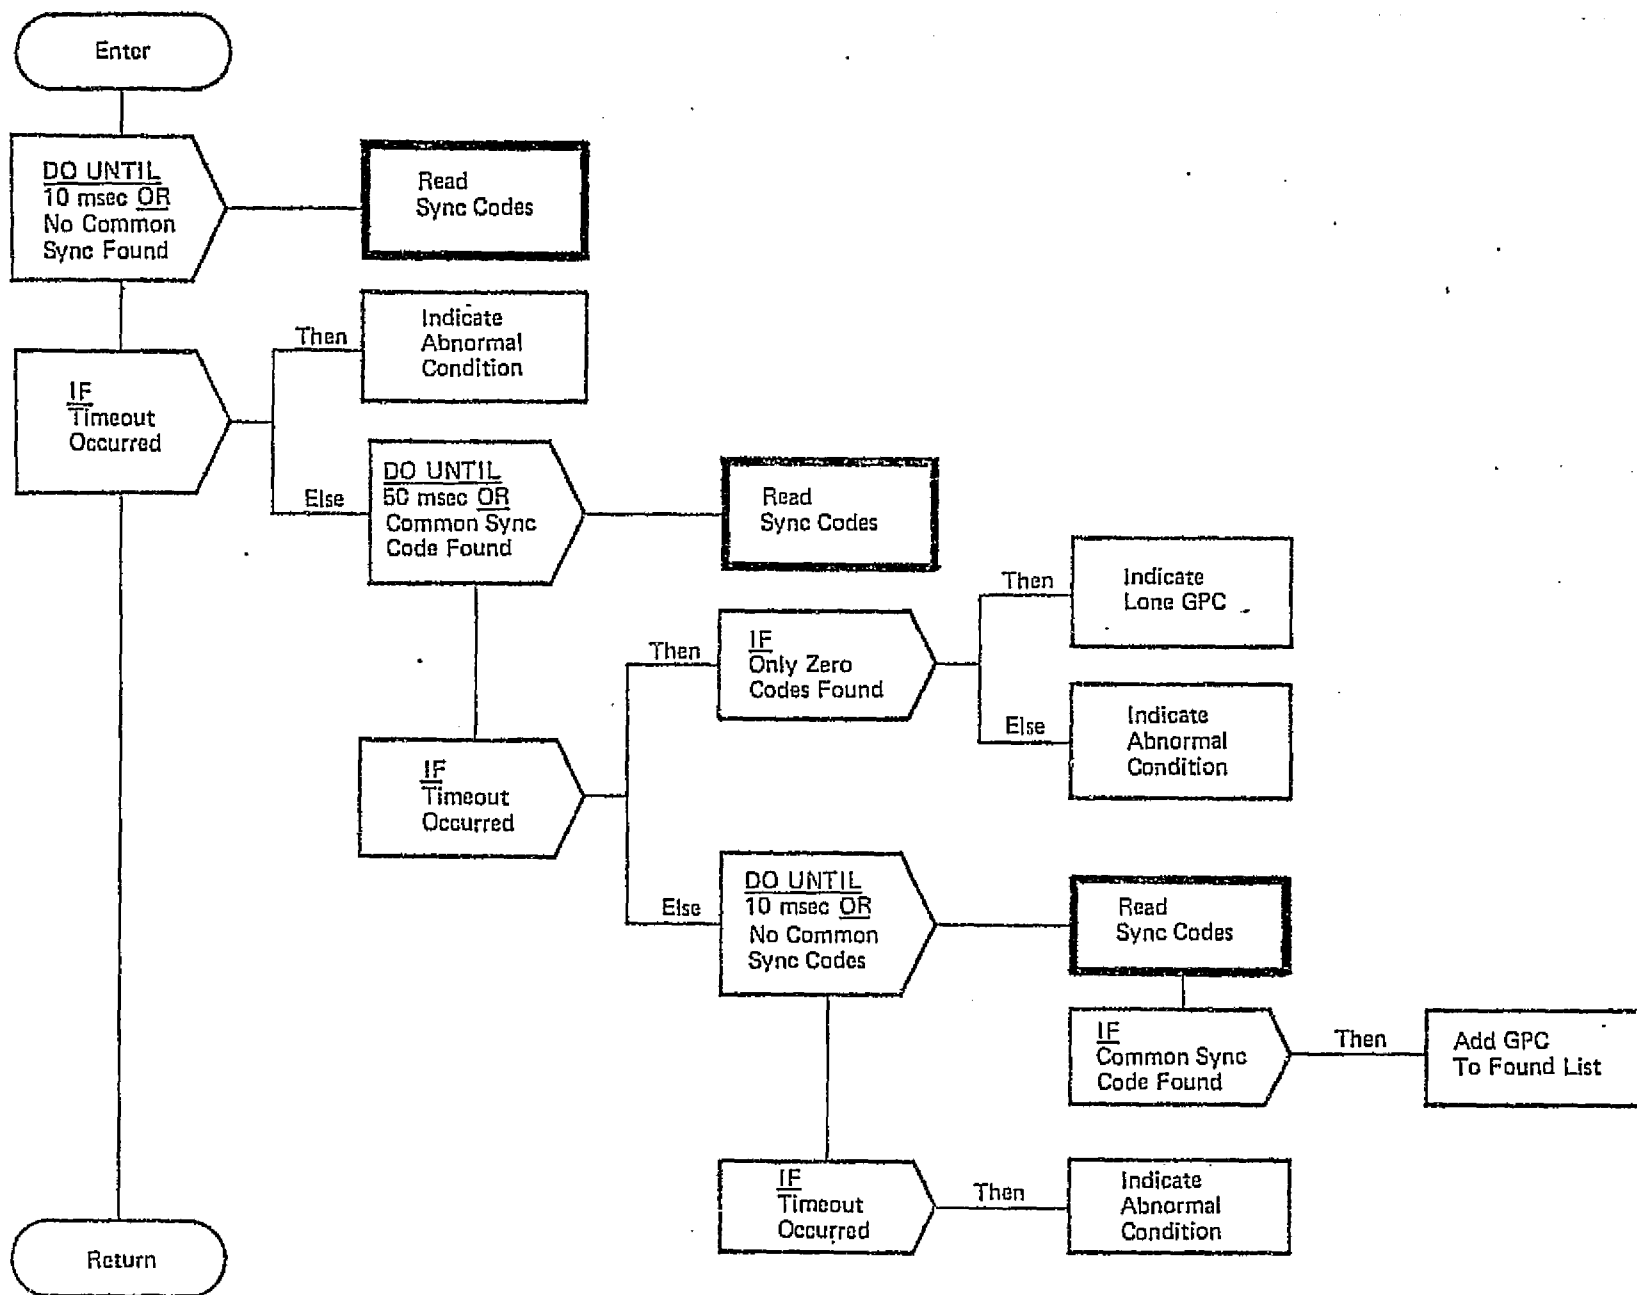 Enter
DO UNTIL
10 msec OR
No Common
Sync Found
Read
Sync Codes
IF
Timeout
Occurred
Then
Indicate
Abnormal
Condition
Else
DO UNTIL
50 msec OR
Common Sync
Code Found
Read
Sync Codes
IF
Timeout
Occurred
Then
IF
Only Zero
Codes Found
Then
Indicate
Lone GPC
Else
Indicate
Abnormal
Condition
Else
DO UNTIL
10 msec OR
No Common
Sync Codes
Read
Sync Codes
IF
Common Sync
Code Found
Then
Add GPC
To Found List
IF
Timeout
Occurred
Then
Indicate
Abnormal
Condition
Return